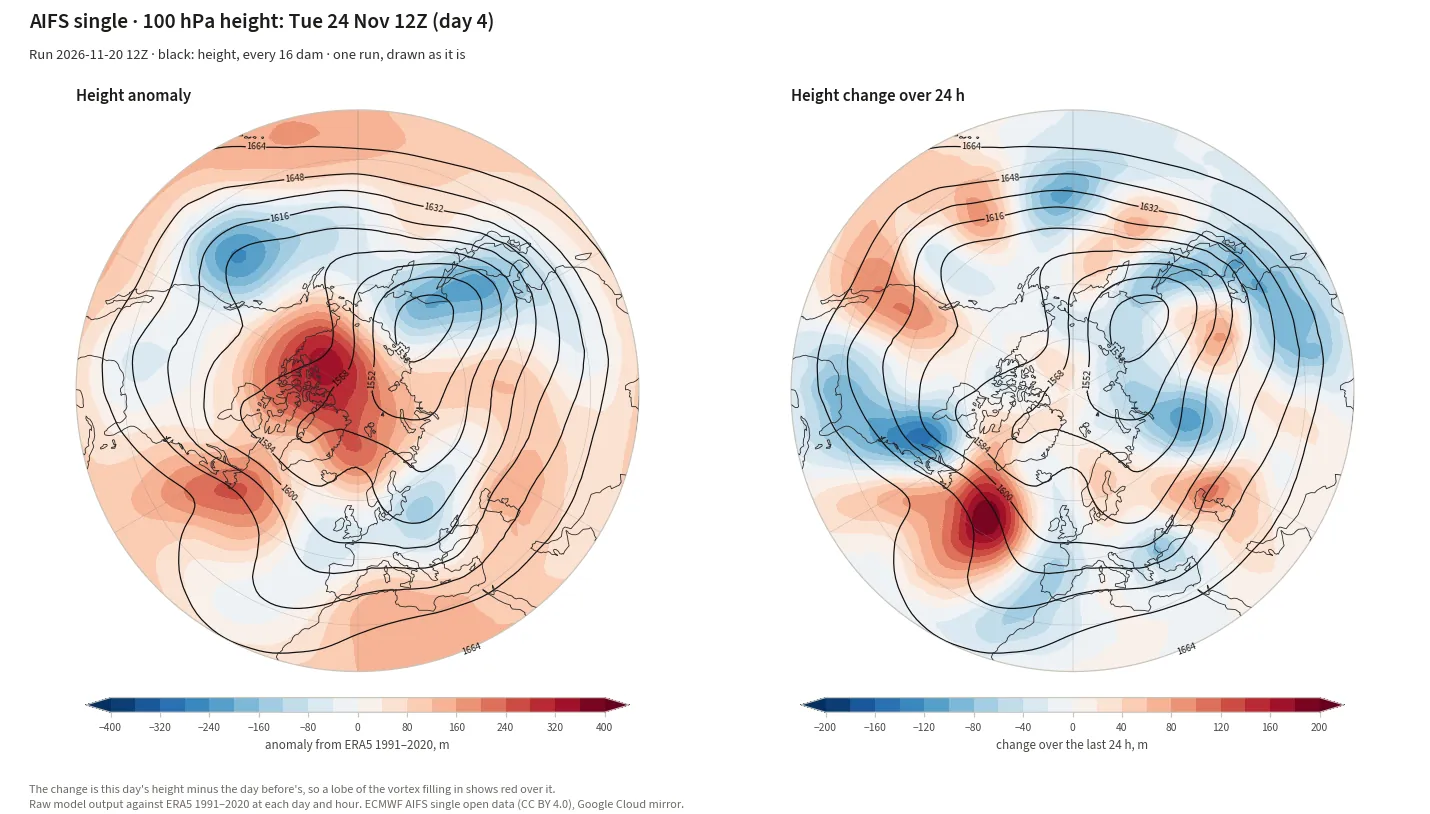 AIFS single · 100 hPa height: Tue 24 Nov 12Z (day 4)
Run 2026-11-20 12Z · black: height, every 16 dam · one run, drawn as it is
Height anomaly
Height change over 24 h
1664
1648
1616
1632
1536
1552
1568
1584
1600
1664
1664
1648
1616
1632
1536
1552
1568
1584
1600
1664
−400 −320 −240 −160 −80 0 80 160 240 320 400
anomaly from ERA5 1991–2020, m
−200 −160 −120 −80 −40 0 40 80 120 160 200
change over the last 24 h, m
The change is this day's height minus the day before's, so a lobe of the vortex filling in shows red over it.
Raw model output against ERA5 1991–2020 at each day and hour. ECMWF AIFS single open data (CC BY 4.0), Google Cloud mirror.